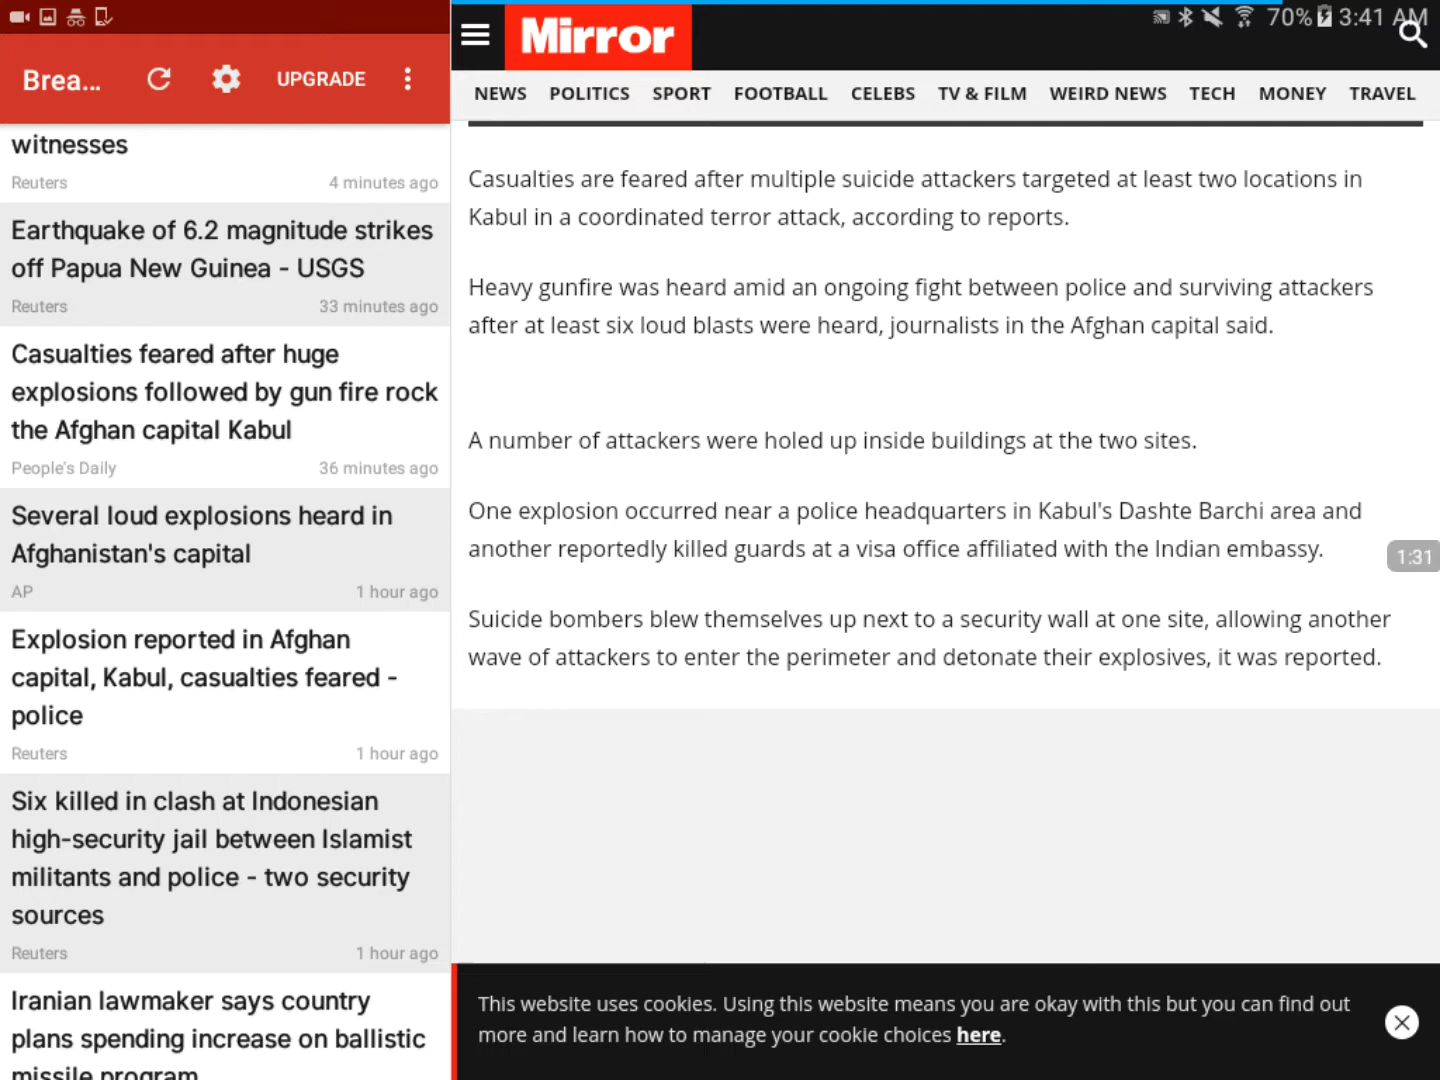 Brea...
UPGRADE
witnesses
Reuters 4 minutes ago
Earthquake of 6.2 magnitude strikes
off Papua New Guinea - USGS
Reuters 33 minutes ago
Casualties feared after huge
explosions followed by gun fire rock
the Afghan capital Kabul
People's Daily 36 minutes ago
Several loud explosions heard in
Afghanistan's capital
AP 1 hour ago
Explosion reported in Afghan
capital, Kabul, casualties feared -
police
Reuters 1 hour ago
Six killed in clash at Indonesian
high-security jail between Islamist
militants and police - two security
sources
Reuters 1 hour ago
Iranian lawmaker says country
plans spending increase on ballistic
missile program
Mirror
70% 3:41 AM
NEWS POLITICS SPORT FOOTBALL CELEBS TV & FILM WEIRD NEWS TECH MONEY TRAVEL
Casualties are feared after multiple suicide attackers targeted at least two locations in
Kabul in a coordinated terror attack, according to reports.
Heavy gunfire was heard amid an ongoing fight between police and surviving attackers
after at least six loud blasts were heard, journalists in the Afghan capital said.
A number of attackers were holed up inside buildings at the two sites.
One explosion occurred near a police headquarters in Kabul's Dashte Barchi area and
another reportedly killed guards at a visa office affiliated with the Indian embassy.
1:31
Suicide bombers blew themselves up next to a security wall at one site, allowing another
wave of attackers to enter the perimeter and detonate their explosives, it was reported.
This website uses cookies. Using this website means you are okay with this but you can find out
more and learn how to manage your cookie choices here.